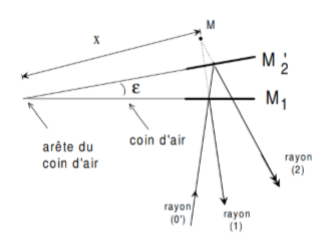 M
x
M'2
ε
M1
arête du
coin d'air
coin d'air
rayon
(2)
rayon
(0')
rayon
(1)